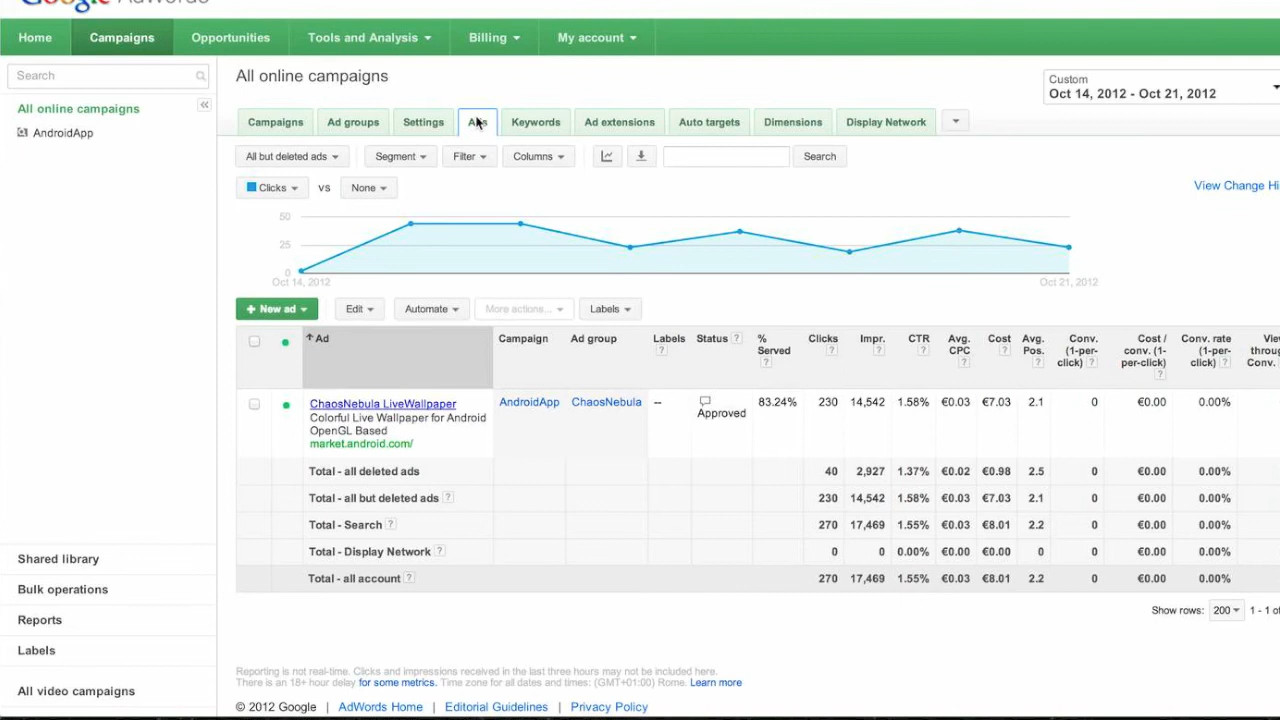 Google AdWords
Home Campaigns Opportunities Tools and Analysis Billing My account
Search
All online campaigns
AndroidApp
Shared library
Bulk operations
Reports
Labels
All video campaigns
All online campaigns
Custom
Oct 14, 2012 - Oct 21, 2012
Campaigns Ad groups Settings Keywords Ad extensions Auto targets Dimensions Display Network
All but deleted ads Segment Filter Columns Search
Clicks vs None
View Change
50
25
0
Oct 14, 2012 Oct 21, 2012
+ New ad Edit Automate More actions... Labels
Ad Campaign Ad group Labels ? Status ? % Served ? Clicks ? Impr. ? CTR ? Avg. CPC ? Cost ? Avg. Pos. ? Conv. (1-per-click) ? Cost / conv. (1-per-click) ? Conv. rate (1-per-click) ? Conv.
ChaosNebula LiveWallpaper AndroidApp ChaosNebula -- Approved 83.24% 230 14,542 1.58% €0.03 €7.03 2.1 0 €0.00 0.00%
Colorful Live Wallpaper for Android
OpenGL Based
market.android.com/
Total - all deleted ads 40 2,927 1.37% €0.02 €0.98 2.5 0 €0.00 0.00%
Total - all but deleted ads ? 230 14,542 1.58% €0.03 €7.03 2.1 0 €0.00 0.00%
Total - Search ? 270 17,469 1.55% €0.03 €8.01 2.2 0 €0.00 0.00%
Total - Display Network ? 0 0 0.00% €0.00 €0.00 0 0 €0.00 0.00%
Total - all account ? 270 17,469 1.55% €0.03 €8.01 2.2 0 €0.00 0.00%
Show rows: 200 1 - 1 of
Reporting is not real-time. Clicks and impressions received in the last three hours may not be included here.
There is an 18+ hour delay for some metrics. Time zone for all dates and times: (GMT+01:00) Rome. Learn more
© 2012 Google | AdWords Home | Editorial Guidelines | Privacy Policy